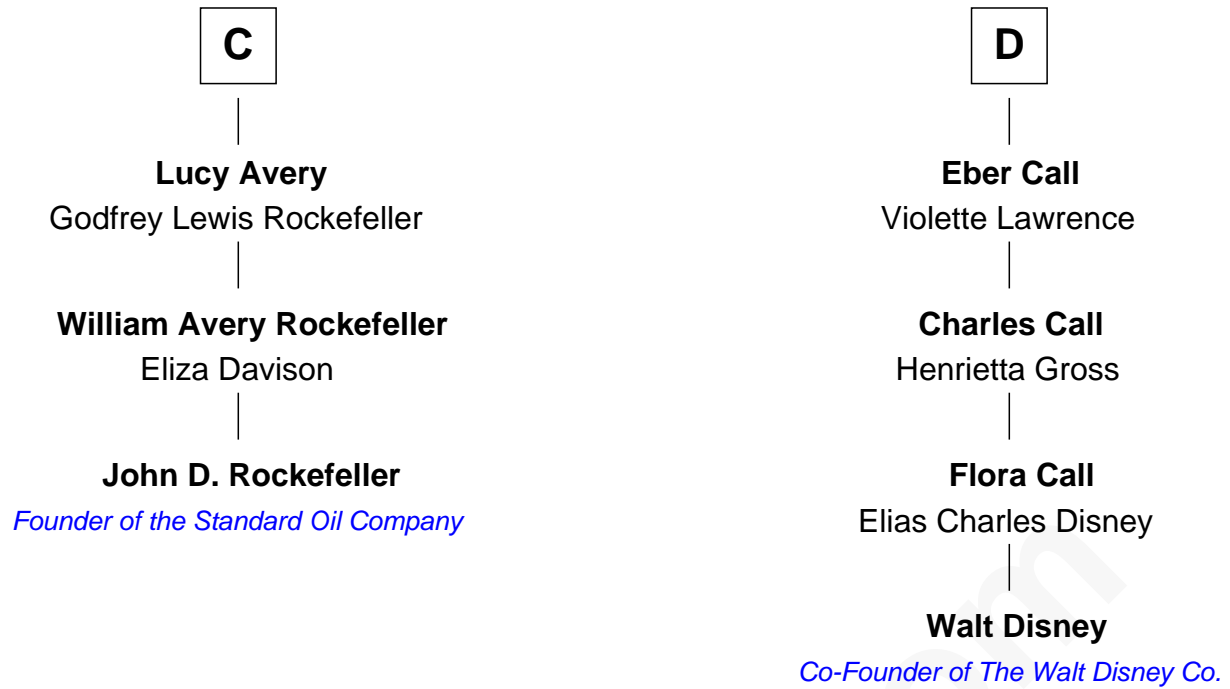 C
Lucy Avery
Godfrey Lewis Rockefeller
William Avery Rockefeller
Eliza Davison
John D. Rockefeller
Founder of the Standard Oil Company
D
Eber Call
Violette Lawrence
Charles Call
Henrietta Gross
Flora Call
Elias Charles Disney
Walt Disney
Co-Founder of The Walt Disney Co.